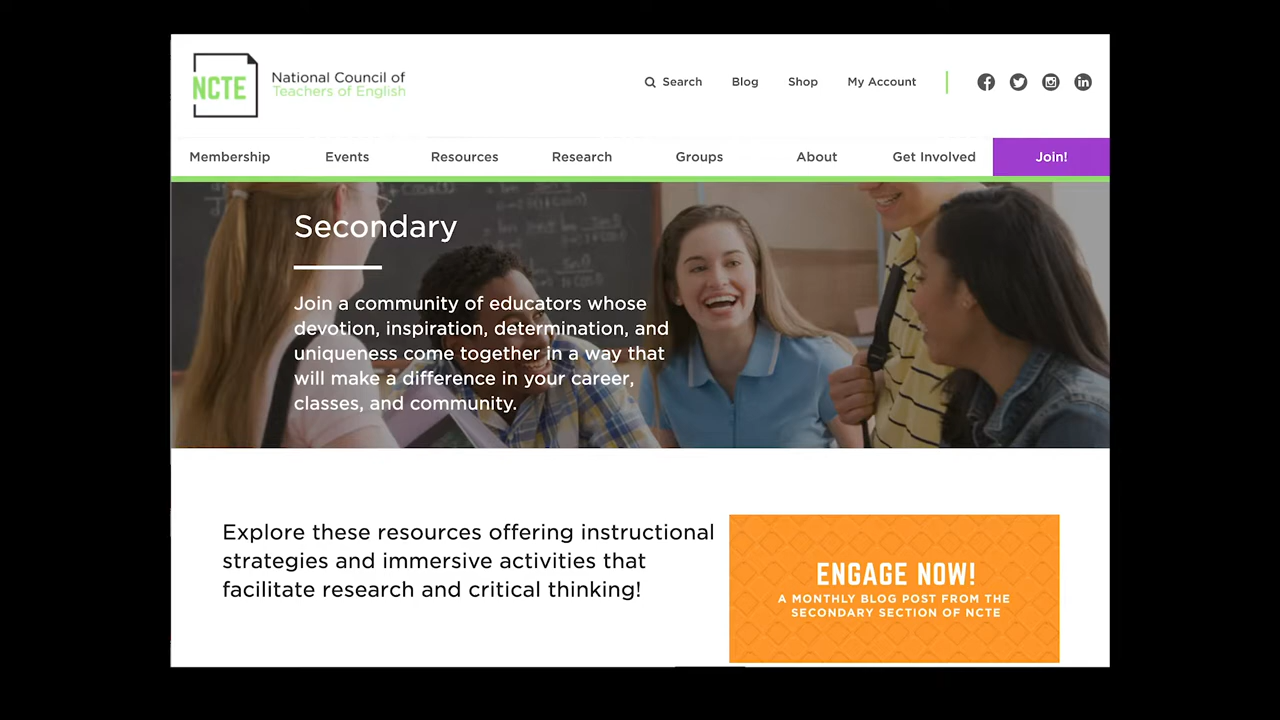 NCTE
National Council of
Teachers of English
Search
Blog
Shop
My Account
Membership
Events
Resources
Research
Groups
About
Get Involved
Join!
Secondary
Join a community of educators whose
devotion, inspiration, determination, and
uniqueness come together in a way that
will make a difference in your career,
classes, and community.
Explore these resources offering instructional
strategies and immersive activities that
facilitate research and critical thinking!
ENGAGE NOW!
A MONTHLY BLOG POST FROM THE
SECONDARY SECTION OF NCTE